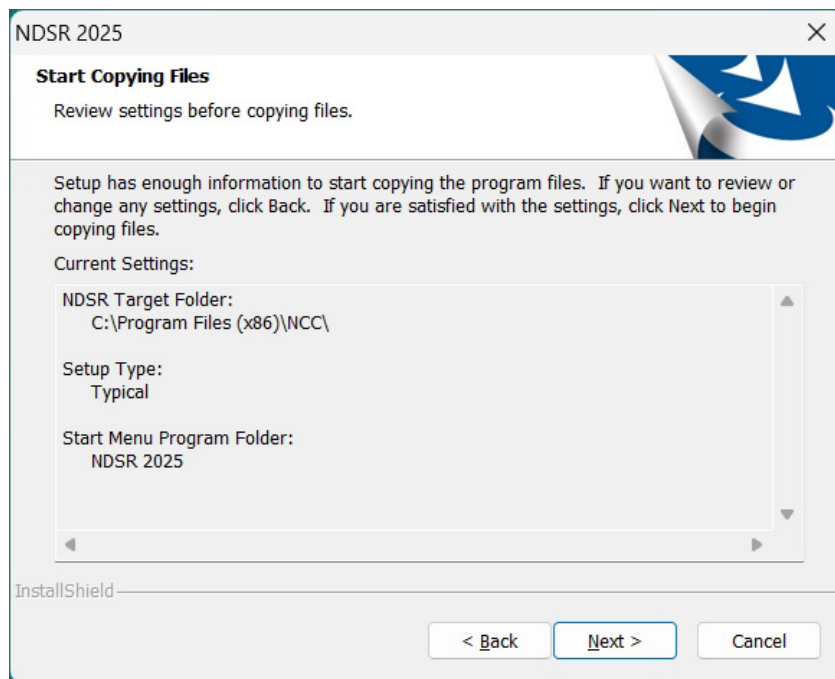 NDSR 2025
Start Copying Files
Review settings before copying files.
Setup has enough information to start copying the program files.  If you want to review or
change any settings, click Back.  If you are satisfied with the settings, click Next to begin
copying files.
Current Settings:
NDSR Target Folder:
C:\Program Files (x86)\NCC\
Setup Type:
Typical
Start Menu Program Folder:
NDSR 2025
InstallShield
< Back
Next >
Cancel